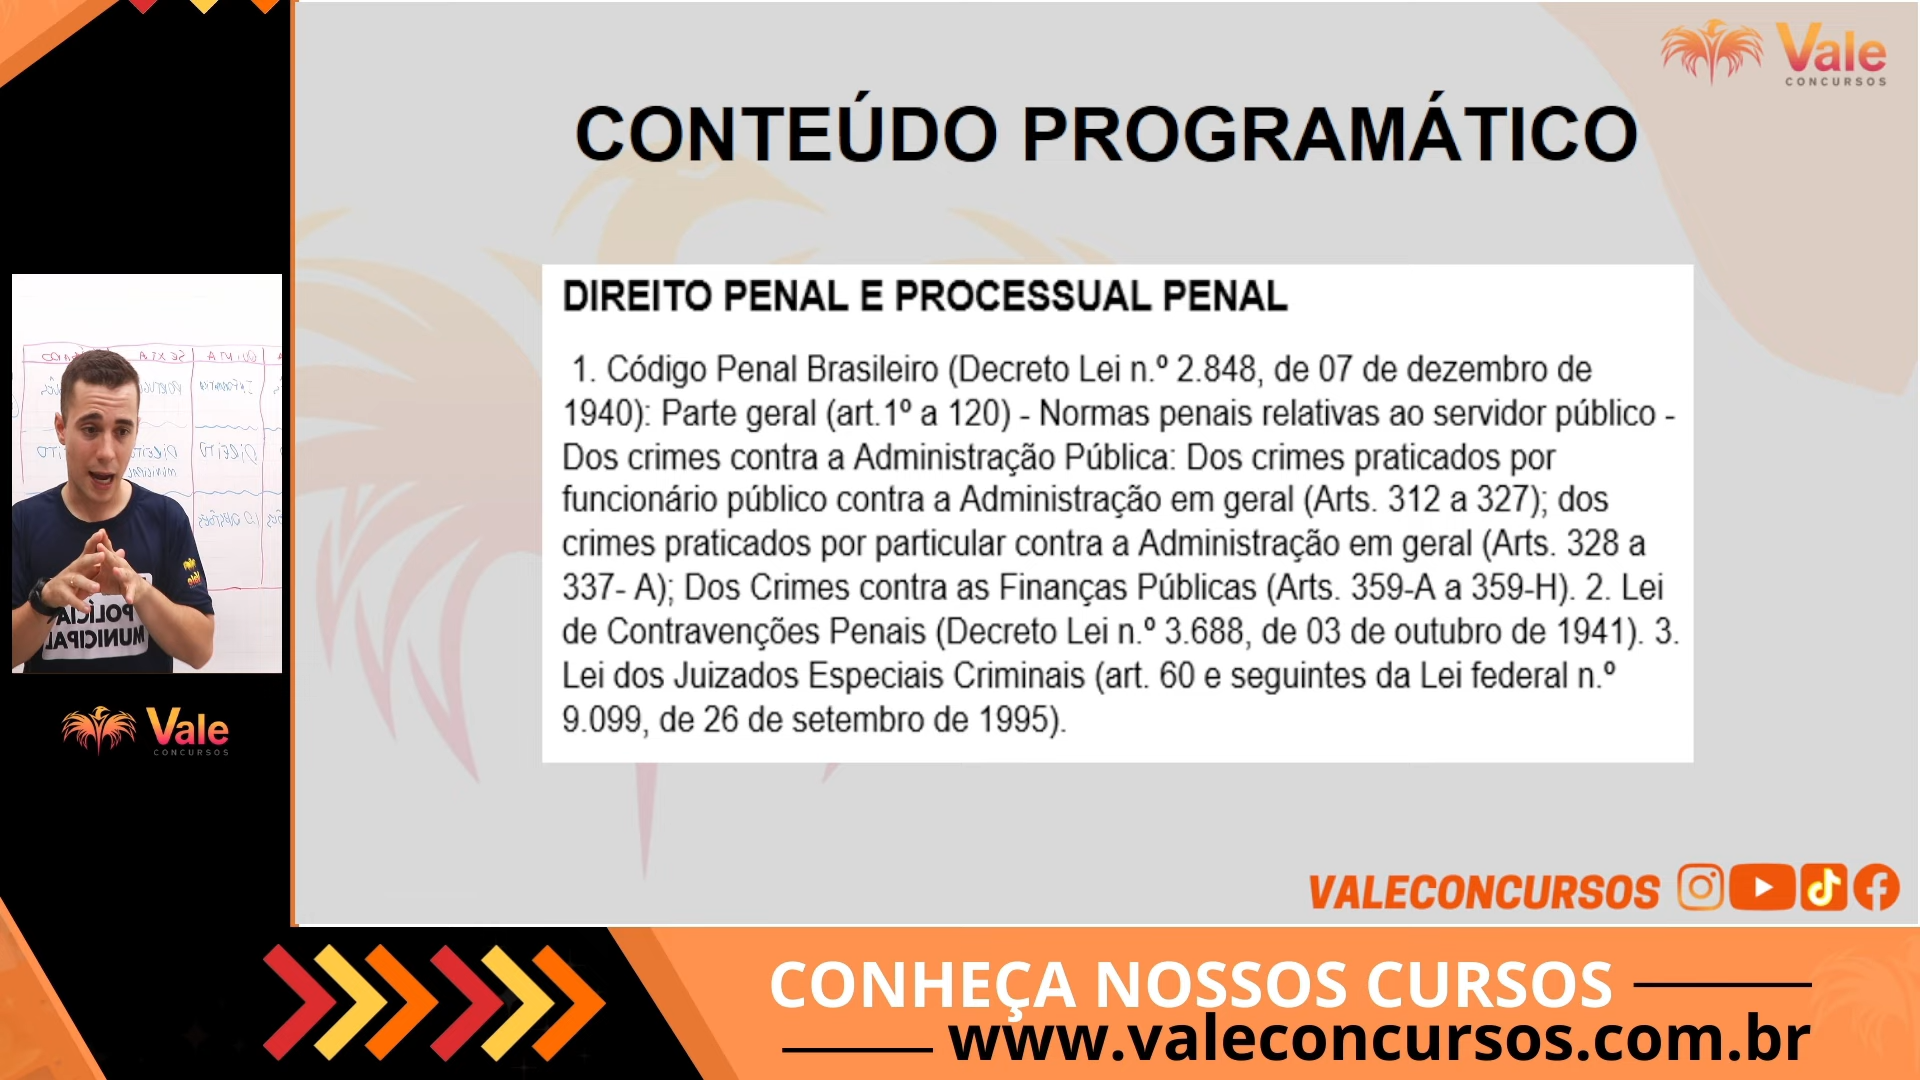 Vale
CONCURSOS
CONTEÚDO PROGRAMÁTICO
DIREITO PENAL E PROCESSUAL PENAL
1. Código Penal Brasileiro (Decreto Lei n.º 2.848, de 07 de dezembro de
1940): Parte geral (art.1º a 120) - Normas penais relativas ao servidor público -
Dos crimes contra a Administração Pública: Dos crimes praticados por
funcionário público contra a Administração em geral (Arts. 312 a 327); dos
crimes praticados por particular contra a Administração em geral (Arts. 328 a
337- A); Dos Crimes contra as Finanças Públicas (Arts. 359-A a 359-H). 2. Lei
de Contravenções Penais (Decreto Lei n.º 3.688, de 03 de outubro de 1941). 3.
Lei dos Juizados Especiais Criminais (art. 60 e seguintes da Lei federal n.º
9.099, de 26 de setembro de 1995).
QUINTA
SEXTA
DIREITO
POLÍCIA
MUNICIPAL
Vale
CONCURSOS
VALECONCURSOS
CONHEÇA NOSSOS CURSOS
www.valeconcursos.com.br